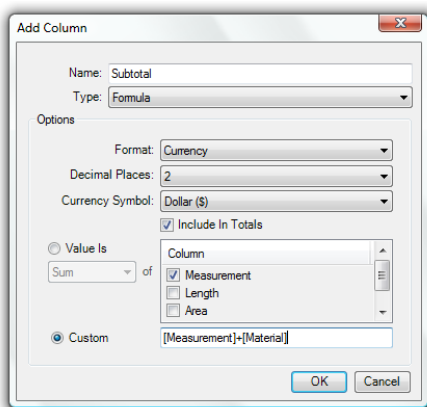 Add Column
Name: Subtotal
Type: Formula
Options
Format: Currency
Decimal Places: 2
Currency Symbol: Dollar ($)
Include In Totals
Value Is
Column
Sum of
Measurement
Length
Area
Custom [Measurement]+[Material]
OK Cancel